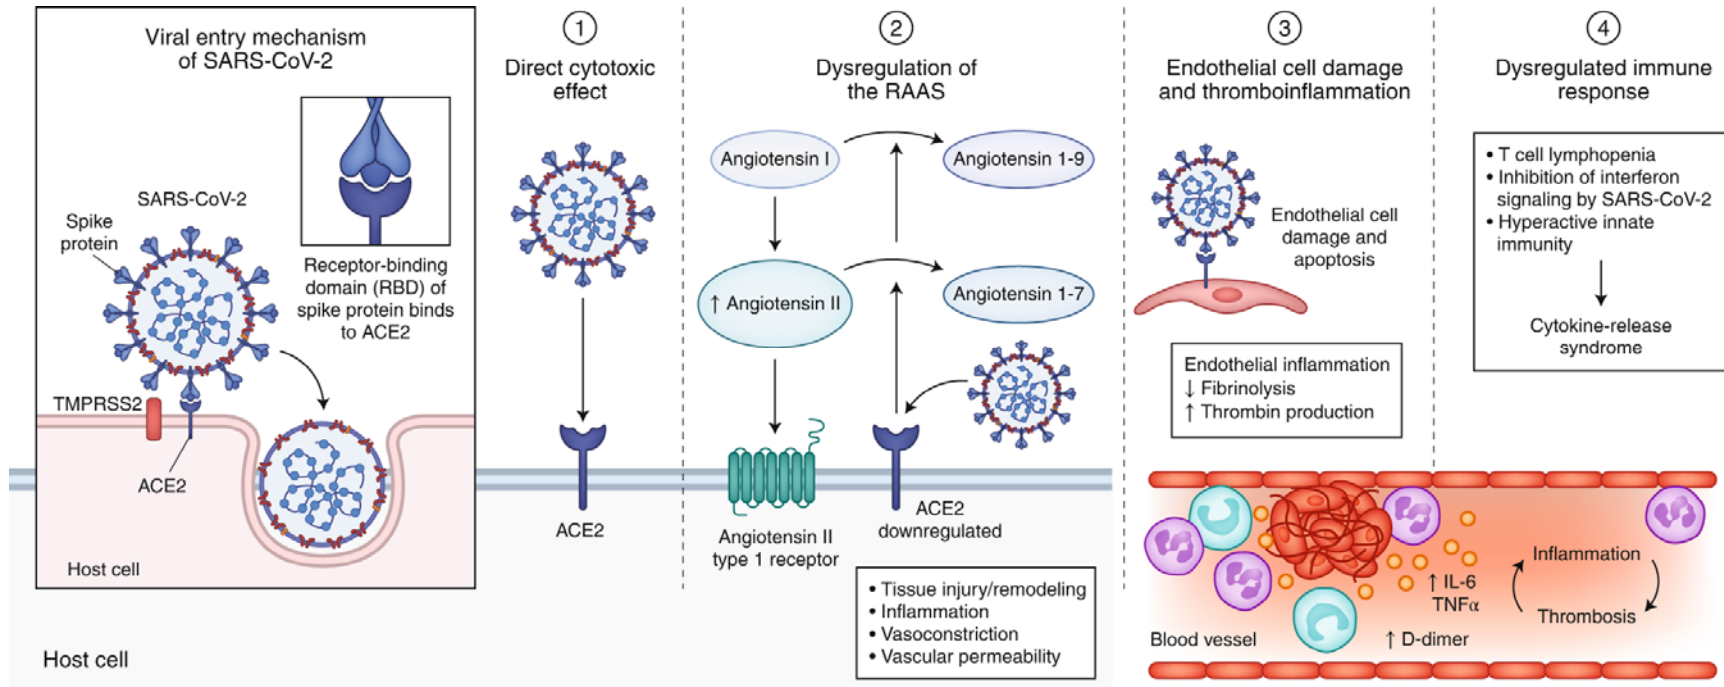 Viral entry mechanism
of SARS-CoV-2
SARS-CoV-2
Spike
protein
Receptor-binding
domain (RBD) of
spike protein binds
to ACE2
TMPRSS2
ACE2
Host cell
Host cell
1
Direct cytotoxic
effect
ACE2
2
Dysregulation of
the RAAS
Angiotensin I
Angiotensin 1-9
↑ Angiotensin II
Angiotensin 1-7
Angiotensin II
type 1 receptor
ACE2
downregulated
• Tissue injury/remodeling
• Inflammation
• Vasoconstriction
• Vascular permeability
3
Endothelial cell damage
and thromboinflammation
Endothelial cell
damage and
apoptosis
Endothelial inflammation
↓ Fibrinolysis
↑ Thrombin production
4
Dysregulated immune
response
• T cell lymphopenia
• Inhibition of interferon
signaling by SARS-CoV-2
• Hyperactive innate
immunity
Cytokine-release
syndrome
Inflammation
↑ IL-6
TNFα
Thrombosis
Blood vessel
↑ D-dimer